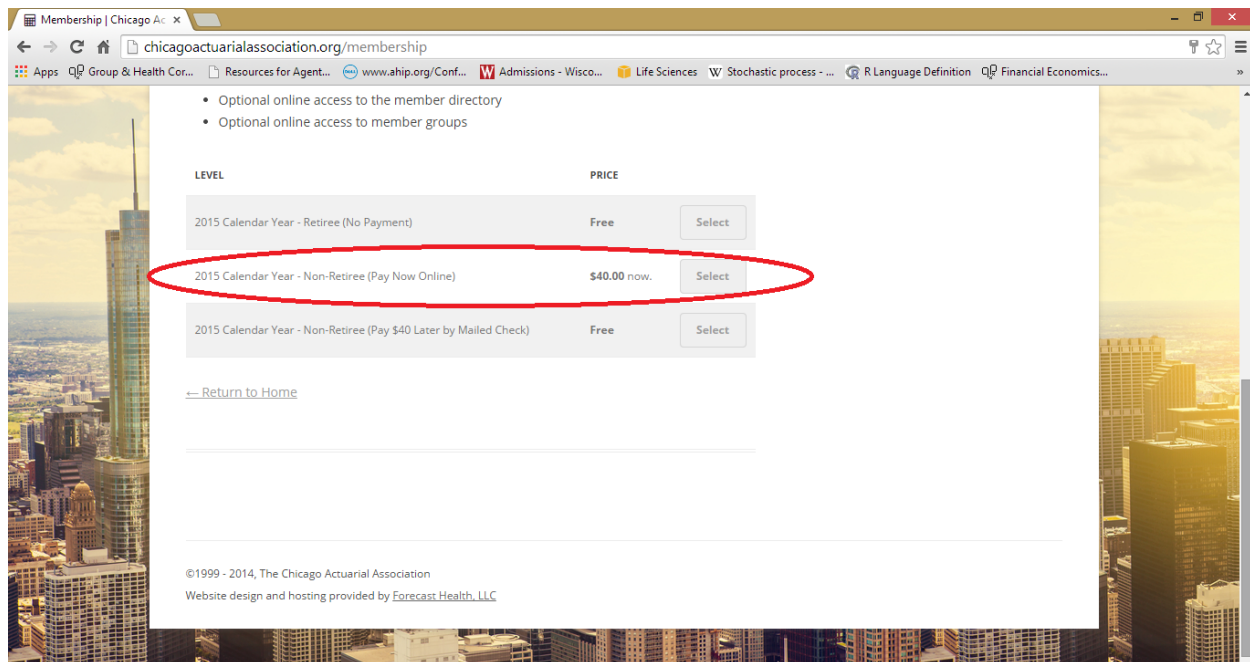 Membership | Chicago Ac
chicagoactuarialassociation.org/membership
Apps Group & Health Cor... Resources for Agent... www.ahip.org/Conf... Admissions - Wisco... Life Sciences W Stochastic process - ... R Language Definition Financial Economics... »
• Optional online access to the member directory
• Optional online access to member groups
LEVEL PRICE
2015 Calendar Year - Retiree (No Payment) Free Select
2015 Calendar Year - Non-Retiree (Pay Now Online) $40.00 now. Select
2015 Calendar Year - Non-Retiree (Pay $40 Later by Mailed Check) Free Select
← Return to Home
©1999 - 2014, The Chicago Actuarial Association
Website design and hosting provided by Forecast Health, LLC